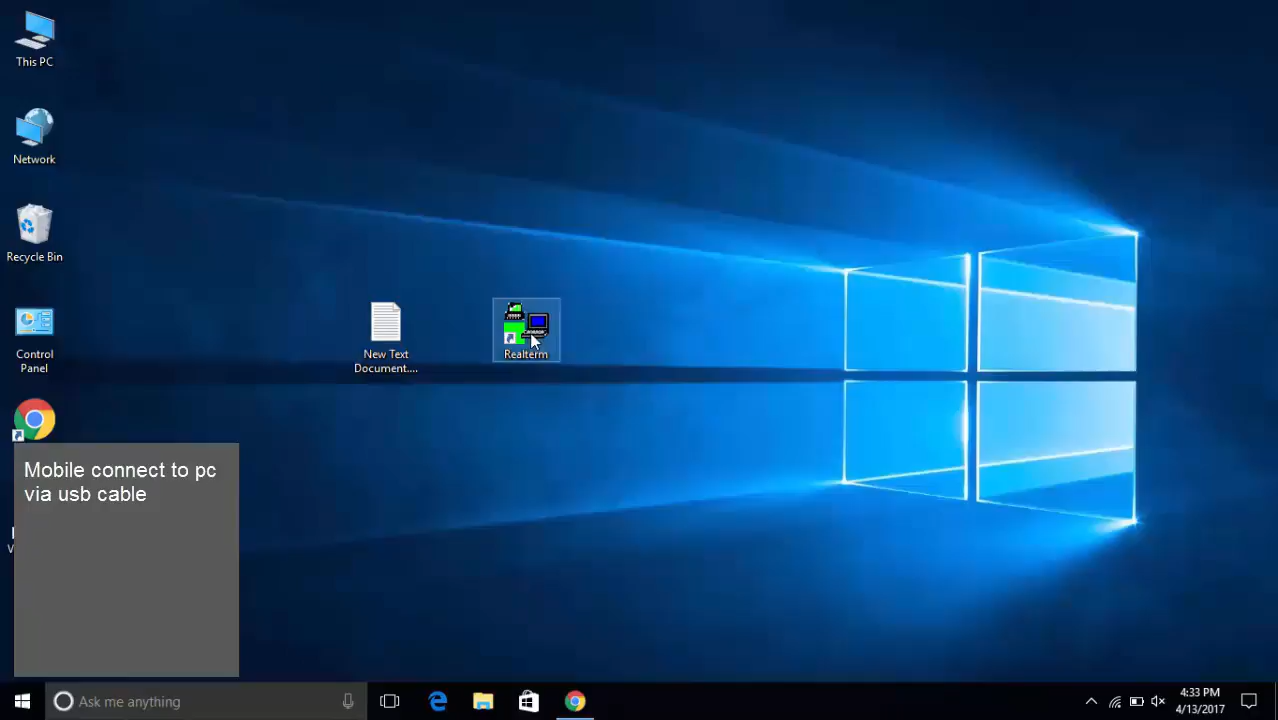 This PC
Network
Recycle Bin
Control
Panel
New Text
Document....
Realterm
Mobile connect to pc
via usb cable
Ask me anything
4:33 PM
4/13/2017